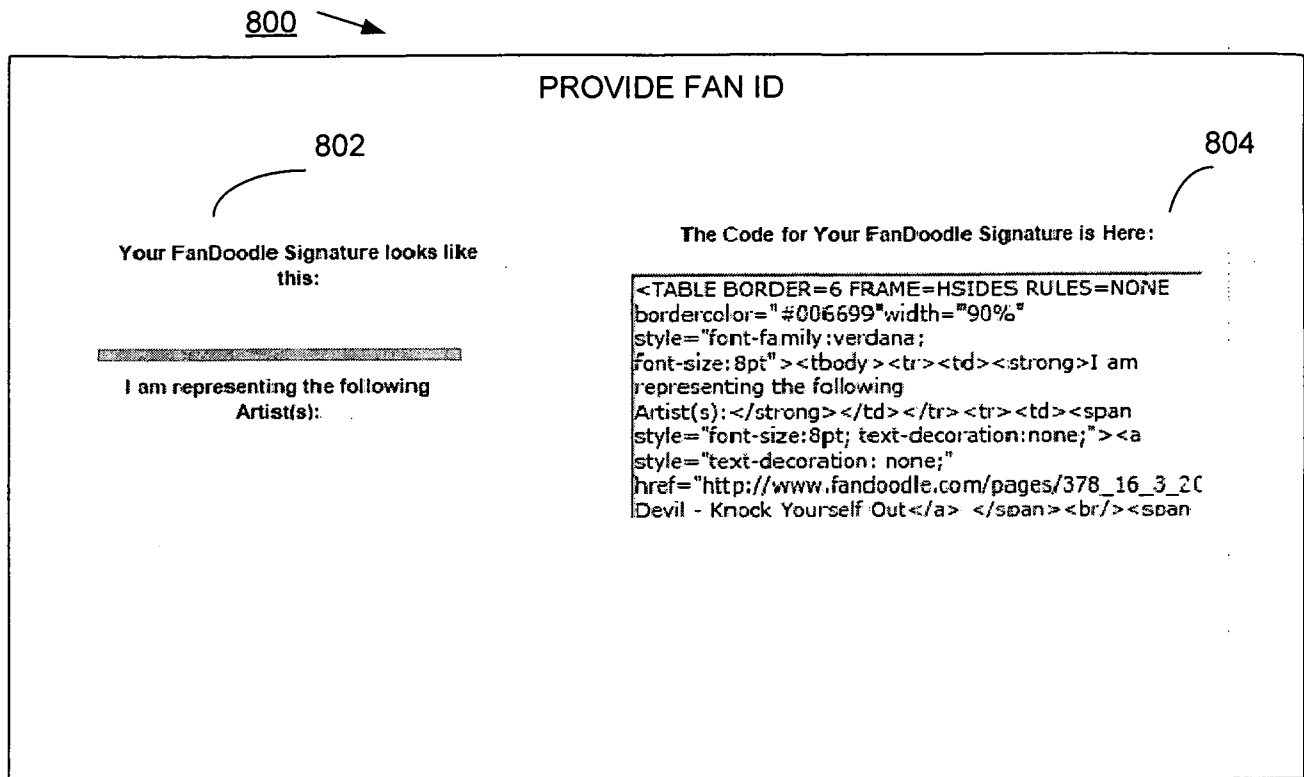 800
PROVIDE FAN ID
802
804
Your FanDoodle Signature looks like
this:
I am representing the following
Artist(s):
The Code for Your FanDoodle Signature is Here:
<TABLE BORDER=6 FRAME=HSIDES RULES=NONE
bordercolor="#006699"width="90%"
style="font-family:verdana;
font-size:8pt"><tbody><tr><td><strong>I am
representing the following
Artist(s):</strong></td></tr><tr><td><span
style="font-size:8pt; text-decoration:none;"><a
style="text-decoration: none;"
href="http://www.fandoodle.com/pages/378_16_3_20
Devil - Knock Yourself Out</a> </span><br/><span